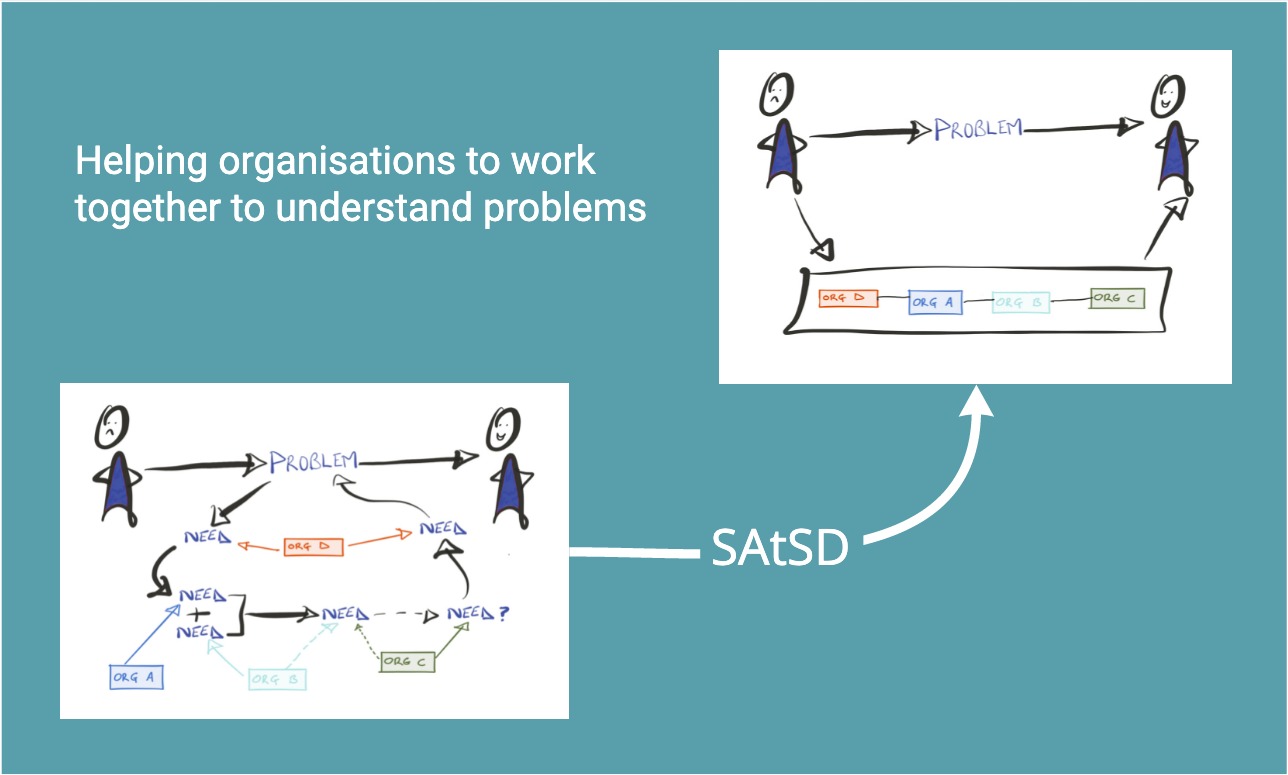 Helping organisations to work
together to understand problems
PROBLEM
ORG D
ORG A
ORG B
ORG C
PROBLEM
NEED
ORG D
NEED
NEED
+
NEED
NEED
NEED?
ORG A
ORG B
ORG C
SAtSD